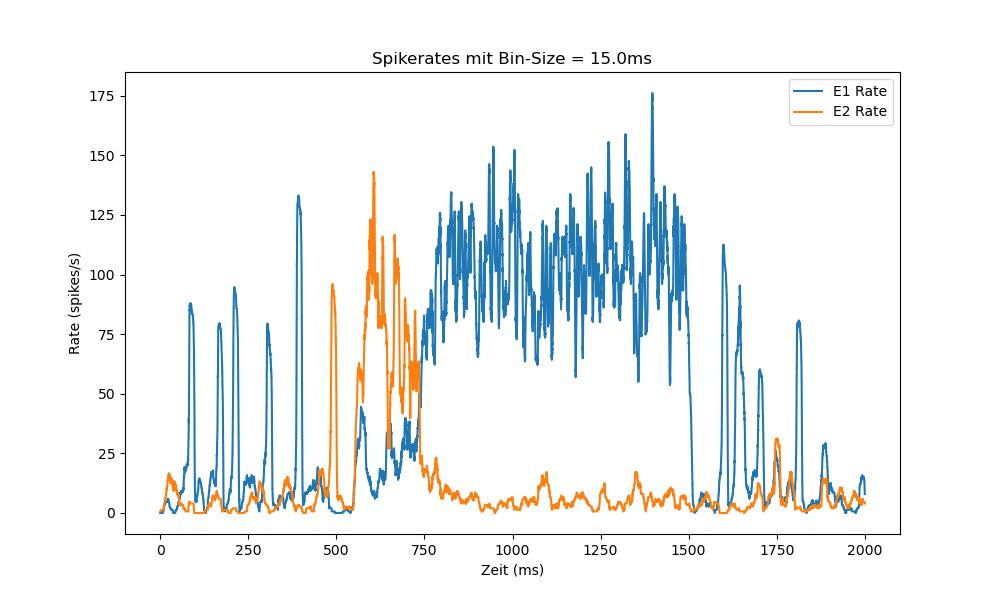 Spikerates mit Bin-Size = 15.0ms
E1 Rate
E2 Rate
Rate (spikes/s)
175
150
125
100
75
50
25
0
0 250 500 750 1000 1250 1500 1750 2000
Zeit (ms)